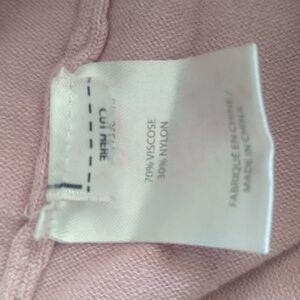 CUT HERE
70% VISCOSE
30% NYLON
FABRIQUÉ EN CHINE /
MADE IN CHINA